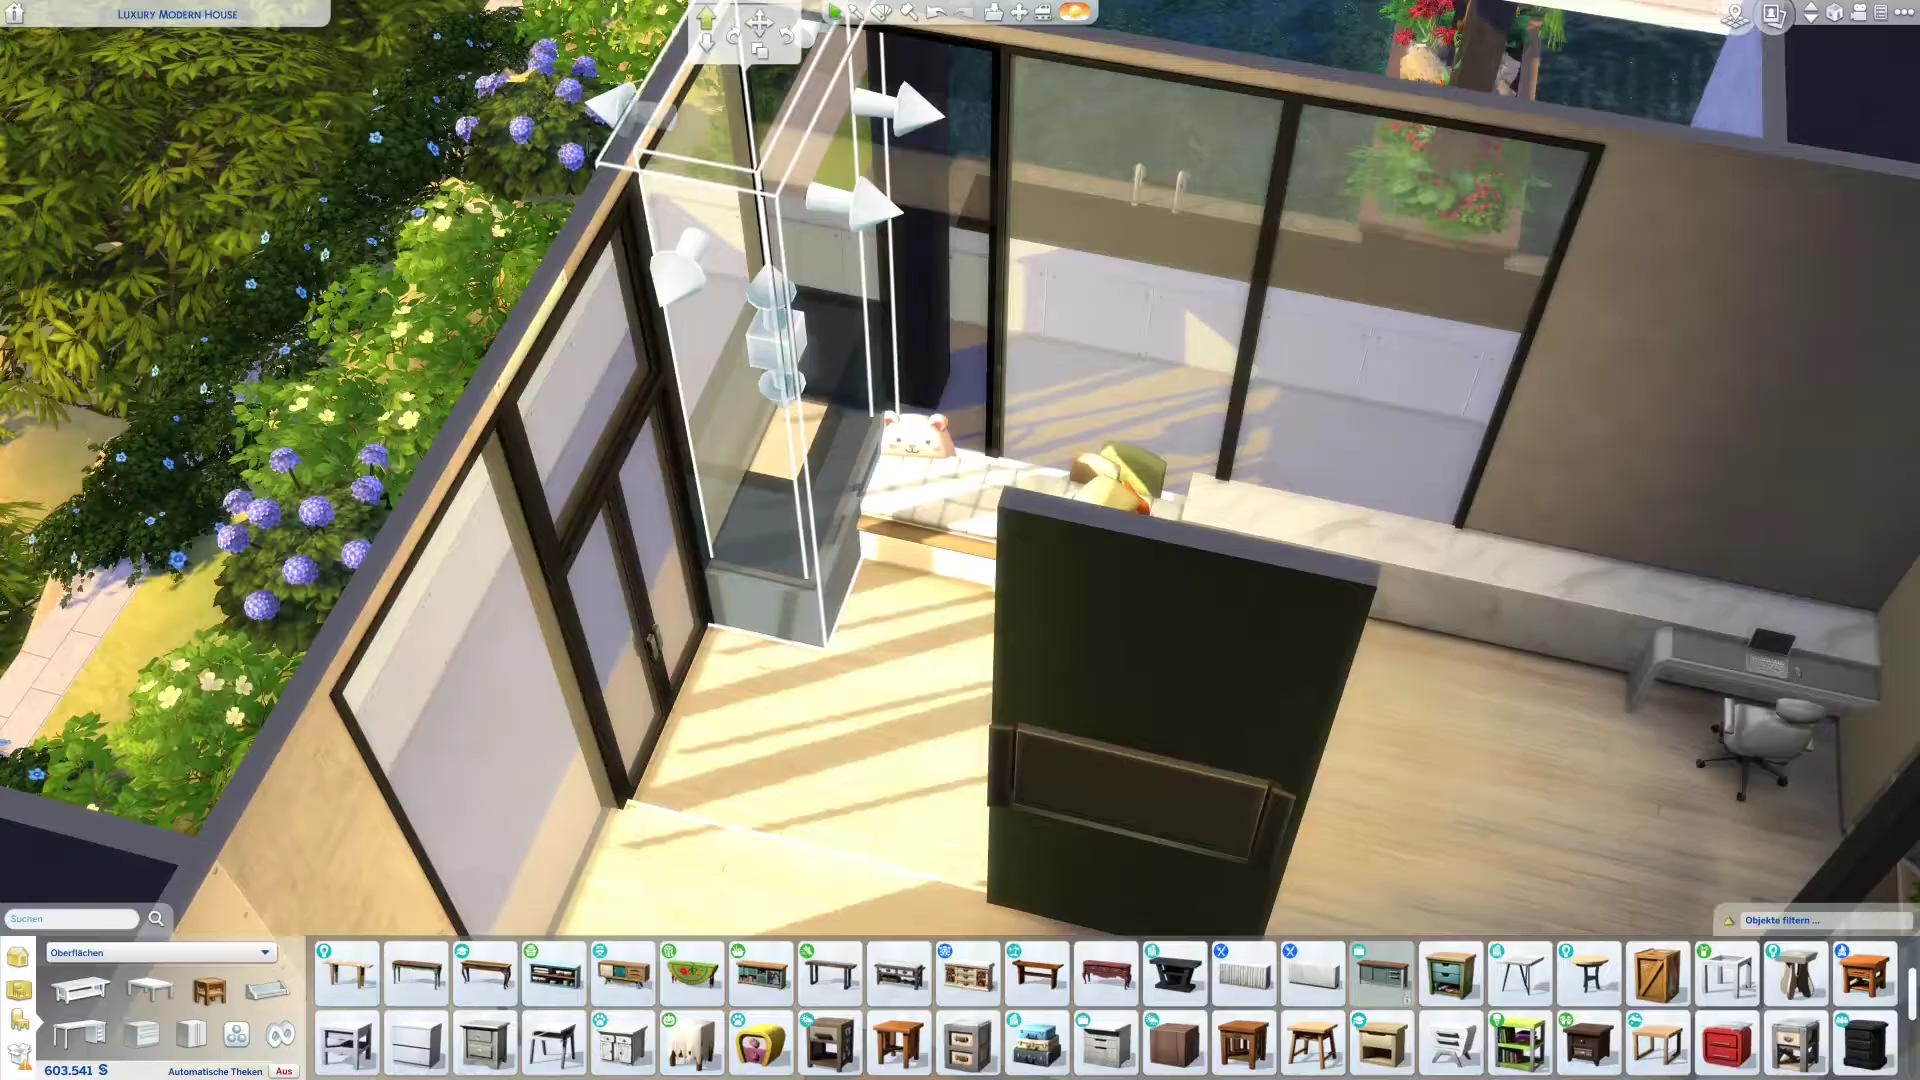 Luxury Modern House
Suchen
Objekte filtern ...
Oberflächen
603.541 S
Automatische Theken
Aus